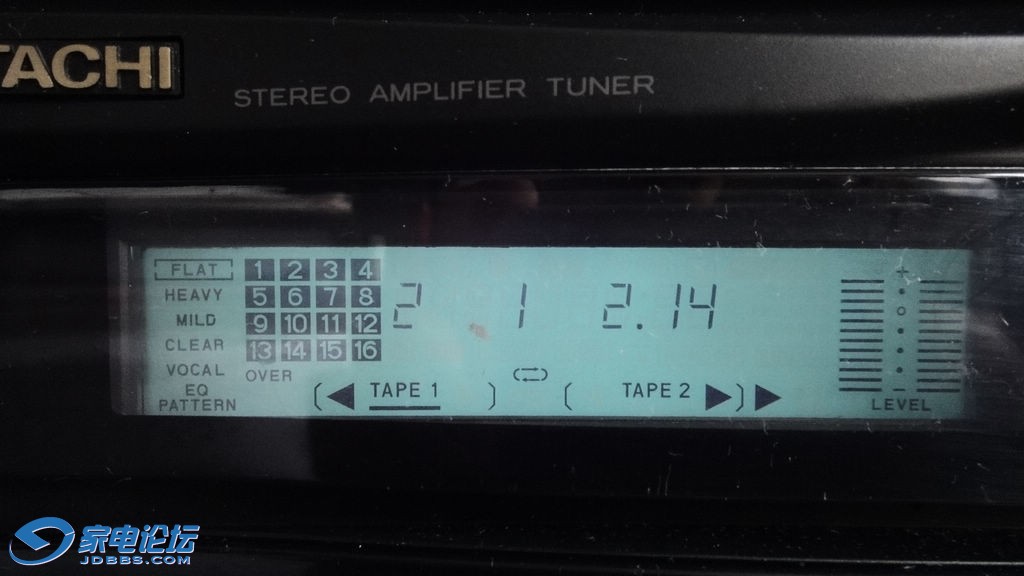 TACHI
STEREO AMPLIFIER TUNER
FLAT 1 2 3 4
HEAVY 5 6 7 8
MILD 9 10 11 12
CLEAR 13 14 15 16
VOCAL OVER
EQ
PATTERN
2 1 2.14
TAPE 1 TAPE 2
+
−
LEVEL
家电论坛
JDBBS.COM